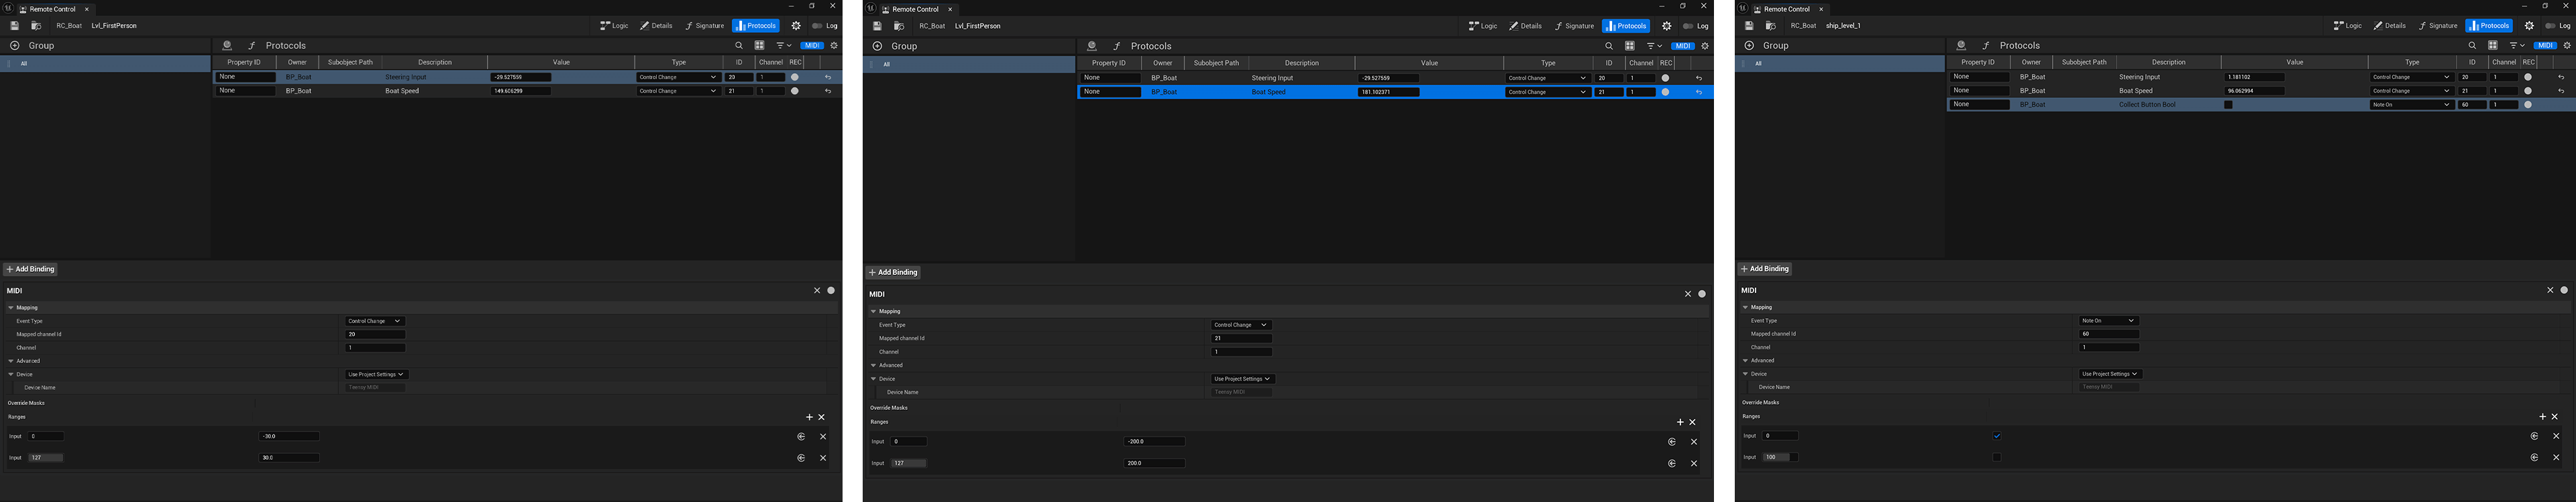 Remote Control
RC_Boat Lvl_FirstPerson Logic Details Signature Protocols Log
Group Protocols MIDI
All
Property ID Owner Subobject Path Description Value Type ID Channel REC
None BP_Boat Steering Input -29.527559 Control Change 20 1
None BP_Boat Boat Speed 149.606299 Control Change 21 1
Add Binding
MIDI
Mapping
Event Type Control Change
Mapped channel Id 20
Channel 1
Advanced
Device Use Project Settings
Device Name Teensy MIDI
Override Masks
Ranges
Input 0 -30.0
Input 127 30.0
Remote Control
RC_Boat Lvl_FirstPerson Logic Details Signature Protocols Log
Group Protocols MIDI
All
Property ID Owner Subobject Path Description Value Type ID Channel REC
None BP_Boat Steering Input -29.527559 Control Change 20 1
None BP_Boat Boat Speed 181.102371 Control Change 21 1
Add Binding
MIDI
Mapping
Event Type Control Change
Mapped channel Id 21
Channel 1
Advanced
Device Use Project Settings
Device Name Teensy MIDI
Override Masks
Ranges
Input 0 -200.0
Input 127 200.0
Remote Control
RC_Boat ship_level_1 Logic Details Signature Protocols Log
Group Protocols MIDI
All
Property ID Owner Subobject Path Description Value Type ID Channel REC
None BP_Boat Steering Input 1.181102 Control Change 20 1
None BP_Boat Boat Speed 96.062994 Control Change 21 1
None BP_Boat Collect Button Bool Note On 60 1
Add Binding
MIDI
Mapping
Event Type Note On
Mapped channel Id 60
Channel 1
Advanced
Device Use Project Settings
Device Name Teensy MIDI
Override Masks
Ranges
Input 0
Input 100